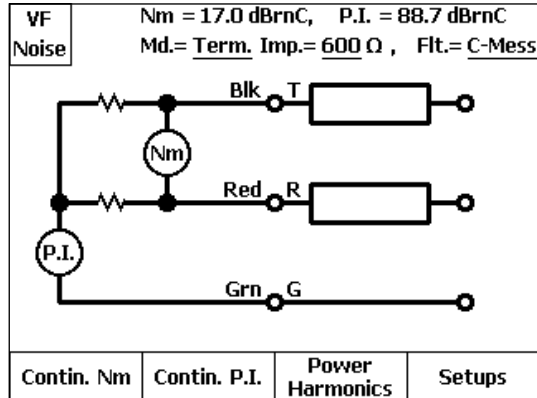 VF
Noise
Nm = 17.0 dBrnC, P.I. = 88.7 dBrnC
Md.= Term. Imp.= 600 Ω , Flt.= C-Mess
Blk T
Nm
Red R
P.I.
Grn G
Contin. Nm
Contin. P.I.
Power
Harmonics
Setups